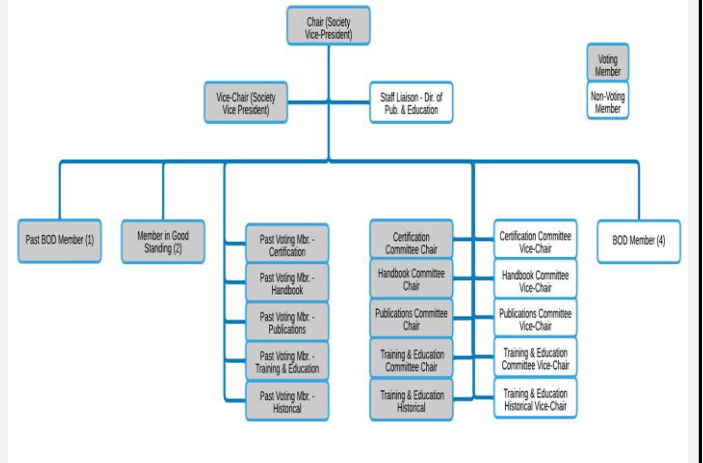 Chair (Society
Vice-President)
Voting
Member
Non-Voting
Member
Vice-Chair (Society
Vice President)
Staff Liaison - Dir. of
Pub. & Education
Past BOD Member (1)
Member in Good
Standing (2)
Past Voting Mbr. -
Certification
Past Voting Mbr. -
Handbook
Past Voting Mbr. -
Publications
Past Voting Mbr. -
Training & Education
Past Voting Mbr. -
Historical
Certification
Committee Chair
Handbook Committee
Chair
Publications Committee
Chair
Training & Education
Committee Chair
Training & Education
Historical
Certification Committee
Vice-Chair
Handbook Committee
Vice-Chair
Publications Committee
Vice-Chair
Training & Education
Committee Vice-Chair
Training & Education
Historical Vice-Chair
BOD Member (4)